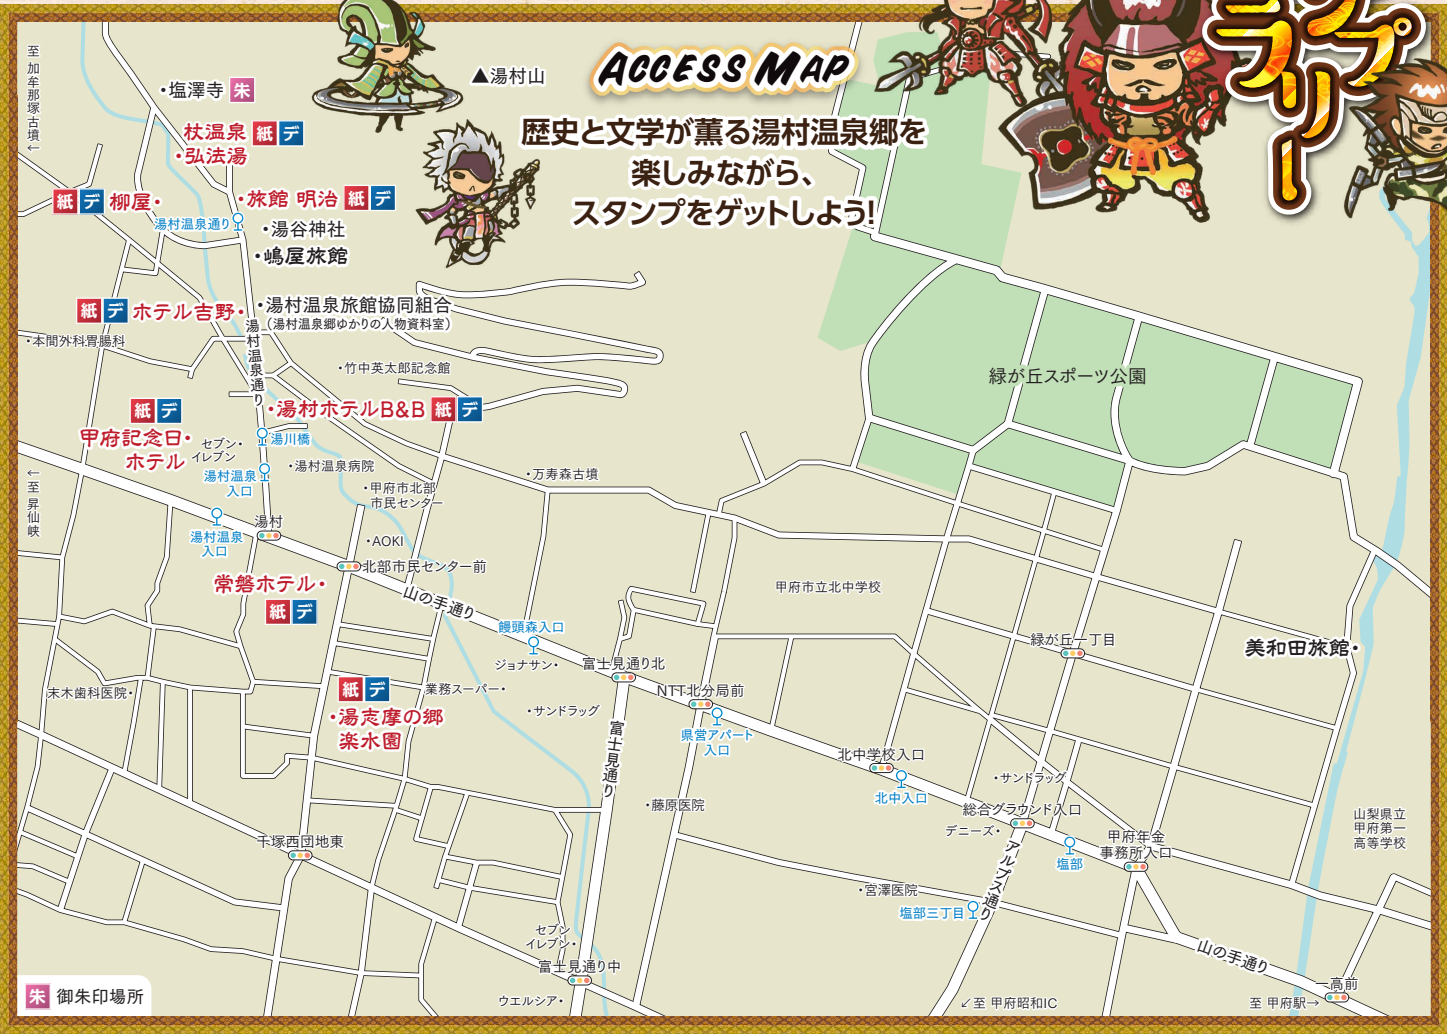 ンプ
ラリー
ACCESS MAP
歴史と文学が薫る湯村温泉郷を
楽しみながら、
スタンプをゲットしよう!
▲湯村山
至 加牟那塚古墳→
・塩澤寺 朱
杖温泉 紙 デ
・弘法湯
紙 デ 柳屋・
・旅館 明治 紙 デ
湯村温泉通り
・湯谷神社
・嶋屋旅館
紙 デ ホテル吉野・
・湯村温泉旅館協同組合
(湯村温泉郷ゆかりの人物資料室)
・本間外科胃腸科
湯村温泉通り
・竹中英太郎記念館
・湯村ホテルB&B 紙 デ
紙 デ
甲府記念日・
ホテル
セブン・
イレブン
湯川橋
湯村温泉
入口
・湯村温泉病院
・甲府市北部
市民センター
←至 昇仙峡
湯村温泉
入口
湯村
・AOKI
北部市民センター前
常磐ホテル・
紙 デ
山の手通り
・万寿森古墳
緑が丘スポーツ公園
甲府市立北中学校
饅頭森入口
ジョナサン・
富士見通り北
緑が丘一丁目
美和田旅館・
末木歯科医院・
紙 デ
・湯志摩の郷
楽水園
業務スーパー・
・サンドラッグ
NTT北分局前
県営アパート
入口
富士見通り
北中学校入口
北中入口
・サンドラッグ
・藤原医院
総合グラウンド入口
デニーズ・
甲府年金
事務所入口
塩部
山梨県立
甲府第一
高等学校
千塚西団地東
アルプス通り
・宮澤医院
塩部三丁目
セブン
イレブン・
富士見通り中
ウエルシア・
山の手通り
一高前
↙至 甲府昭和IC
至 甲府駅→
朱 御朱印場所